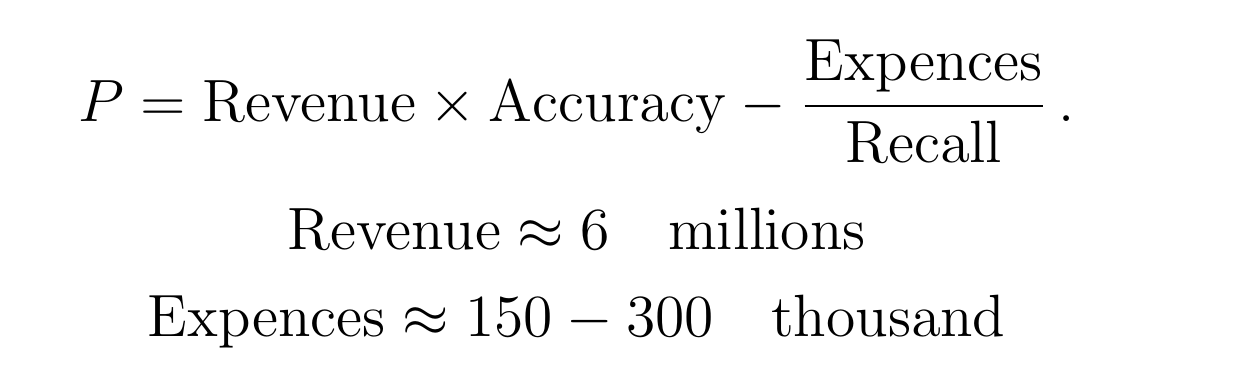 P = Revenue × Accuracy − Expences / Recall .
Revenue ≈ 6 millions
Expences ≈ 150 − 300 thousand